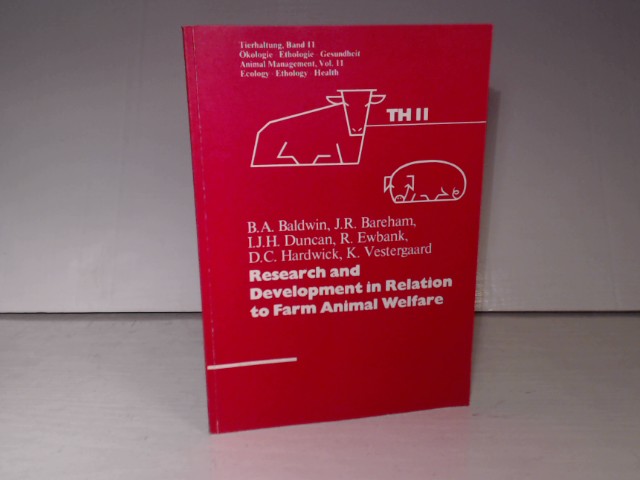 Tierhaltung, Band 11
Ökologie Ethologie Gesundheit
Animal Management, Vol. 11
Ecology Ethology Health
TH 11
B.A. Baldwin, J.R. Bareham,
I.J.H. Duncan, R. Ewbank,
D.C. Hardwick, K. Vestergaard
Research and
Development in Relation
to Farm Animal Welfare